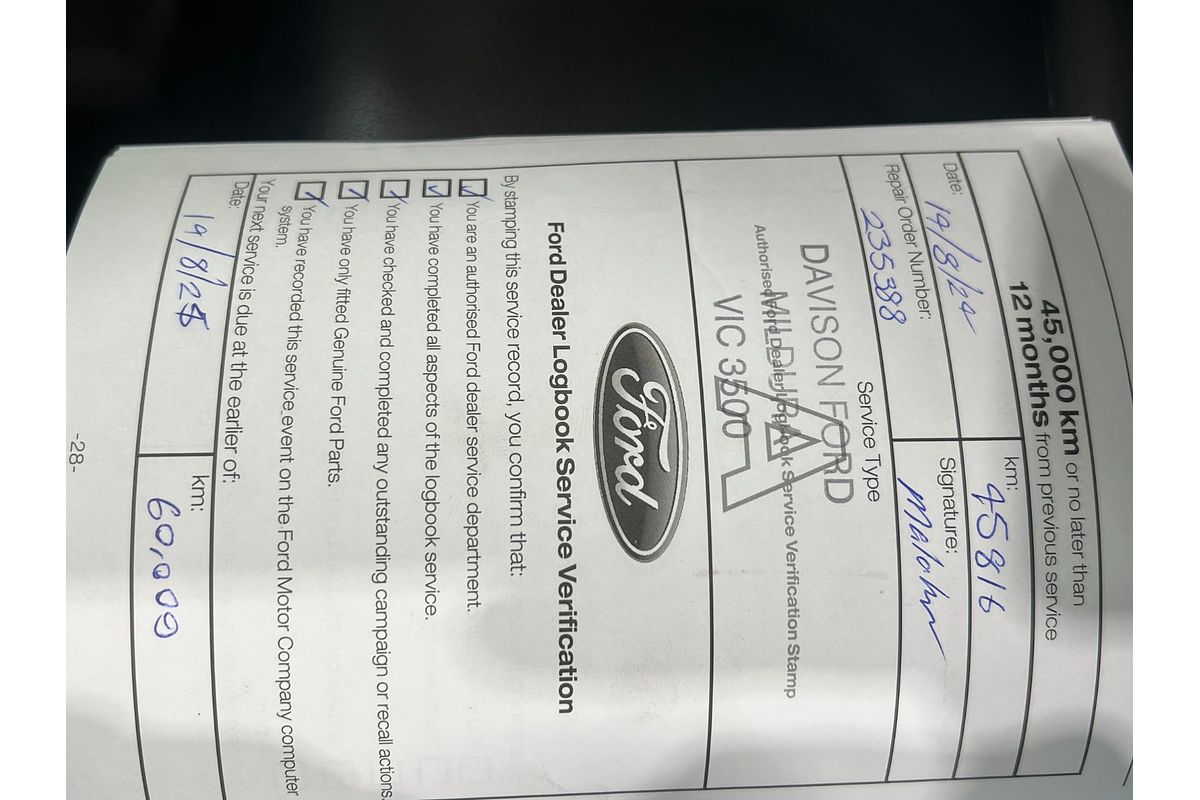 45,000 km or no later than
12 months from previous service
Date:
19/8/24
km:
45816
Repair Order Number:
235388
Signature:
Service Type
DAVISON FORD
MILDURA
Authorised Ford Dealer Logbook Service Verification Stamp
VIC 3500
Ford
Ford Dealer Logbook Service Verification
By stamping this service record, you confirm that:
You are an authorised Ford dealer service department.
You have completed all aspects of the logbook service.
You have checked and completed any outstanding campaign or recall actions.
You have only fitted Genuine Ford Parts.
You have recorded this service event on the Ford Motor Company computer
system.
Your next service is due at the earlier of:
Date:
19/8/25
km:
60,000
-28-